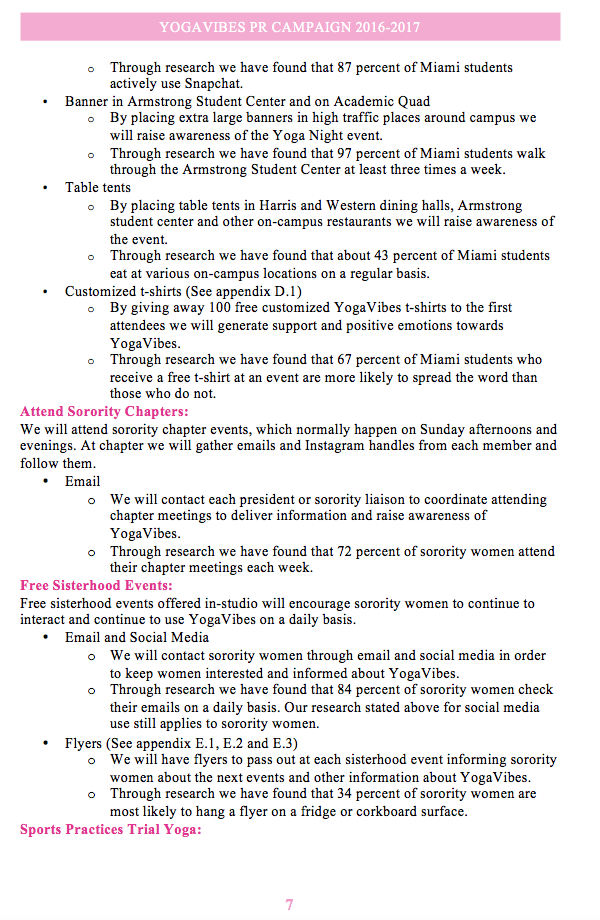 YOGAVIBES PR CAMPAIGN 2016-2017
o Through research we have found that 87 percent of Miami students
actively use Snapchat.
• Banner in Armstrong Student Center and on Academic Quad
o By placing extra large banners in high traffic places around campus we
will raise awareness of the Yoga Night event.
o Through research we have found that 97 percent of Miami students walk
through the Armstrong Student Center at least three times a week.
• Table tents
o By placing table tents in Harris and Western dining halls, Armstrong
student center and other on-campus restaurants we will raise awareness of
the event.
o Through research we have found that about 43 percent of Miami students
eat at various on-campus locations on a regular basis.
• Customized t-shirts (See appendix D.1)
o By giving away 100 free customized YogaVibes t-shirts to the first
attendees we will generate support and positive emotions towards
YogaVibes.
o Through research we have found that 67 percent of Miami students who
receive a free t-shirt at an event are more likely to spread the word than
those who do not.
Attend Sorority Chapters:
We will attend sorority chapter events, which normally happen on Sunday afternoons and
evenings. At chapter we will gather emails and Instagram handles from each member and
follow them.
• Email
o We will contact each president or sorority liaison to coordinate attending
chapter meetings to deliver information and raise awareness of
YogaVibes.
o Through research we have found that 72 percent of sorority women attend
their chapter meetings each week.
Free Sisterhood Events:
Free sisterhood events offered in-studio will encourage sorority women to continue to
interact and continue to use YogaVibes on a daily basis.
• Email and Social Media
o We will contact sorority women through email and social media in order
to keep women interested and informed about YogaVibes.
o Through research we have found that 84 percent of sorority women check
their emails on a daily basis. Our research stated above for social media
use still applies to sorority women.
• Flyers (See appendix E.1, E.2 and E.3)
o We will have flyers to pass out at each sisterhood event informing sorority
women about the next events and other information about YogaVibes.
o Through research we have found that 34 percent of sorority women are
most likely to hang a flyer on a fridge or corkboard surface.
Sports Practices Trial Yoga:
7